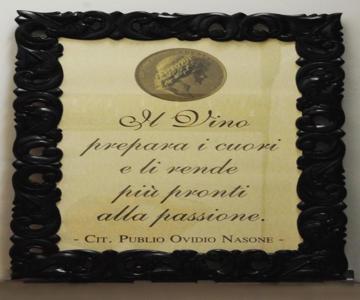 Il Vino
prepara i cuori
e li rende
più pronti
alla passione.
- Cit. Publio Ovidio Nasone -